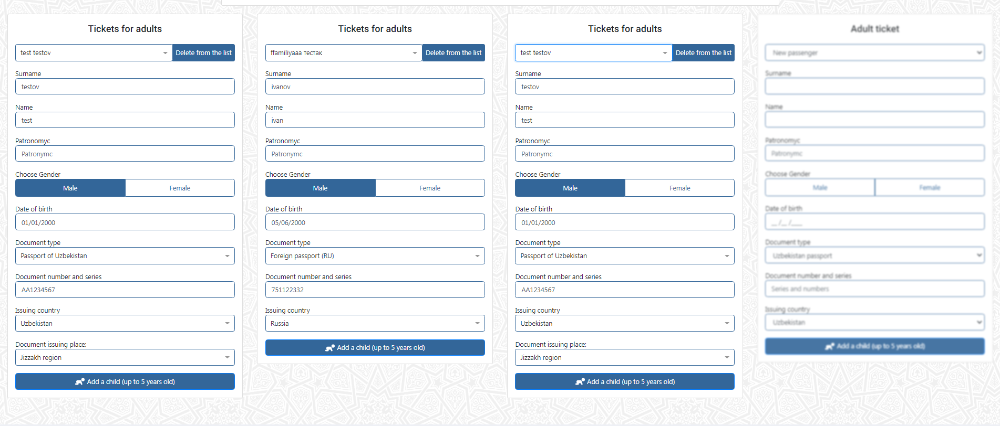 Tickets for adults
test testov
Delete from the list
Surname
testov
Name
test
Patronomyc
Patronymc
Choose Gender
Male
Female
Date of birth
01/01/2000
Document type
Passport of Uzbekistan
Document number and series
AA1234567
Issuing country
Uzbekistan
Document issuing place:
Jizzakh region
Add a child (up to 5 years old)
Tickets for adults
ffamiliyaaa тестак
Delete from the list
Surname
ivanov
Name
ivan
Patronomyc
Patronymc
Choose Gender
Male
Female
Date of birth
05/06/2000
Document type
Foreign passport (RU)
Document number and series
751122332
Issuing country
Russia
Add a child (up to 5 years old)
Tickets for adults
test testov
Delete from the list
Surname
testov
Name
test
Patronomyc
Patronymc
Choose Gender
Male
Female
Date of birth
01/01/2000
Document type
Passport of Uzbekistan
Document number and series
AA1234567
Issuing country
Uzbekistan
Document issuing place:
Jizzakh region
Add a child (up to 5 years old)
Adult ticket
New passenger
Surname
Name
Patronomyc
Patronymc
Choose Gender
Male
Female
Date of birth
__ /__ /____
Document type
Uzbekistan passport
Document number and series
Series and numbers
Issuing country
Uzbekistan
Add a child (up to 5 years old)